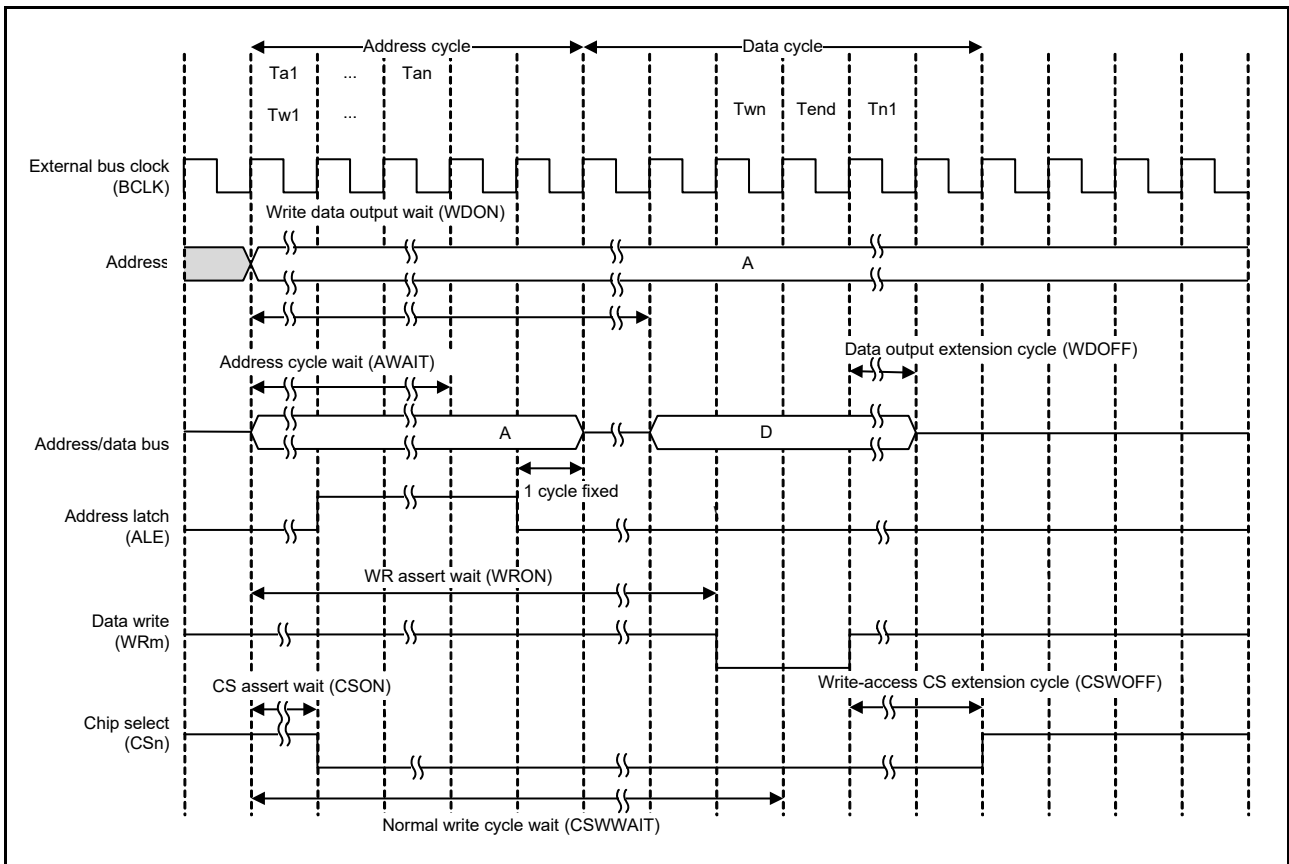 Address cycle
Data cycle
Ta1 ... Tan
Tw1 ... Twn Tend Tn1
External bus clock
(BCLK)
Write data output wait (WDON)
Address
A
Address cycle wait (AWAIT)
Data output extension cycle (WDOFF)
Address/data bus
A
D
1 cycle fixed
Address latch
(ALE)
WR assert wait (WRON)
Data write
(WRm)
CS assert wait (CSON)
Write-access CS extension cycle (CSWOFF)
Chip select
(CSn)
Normal write cycle wait (CSWWAIT)